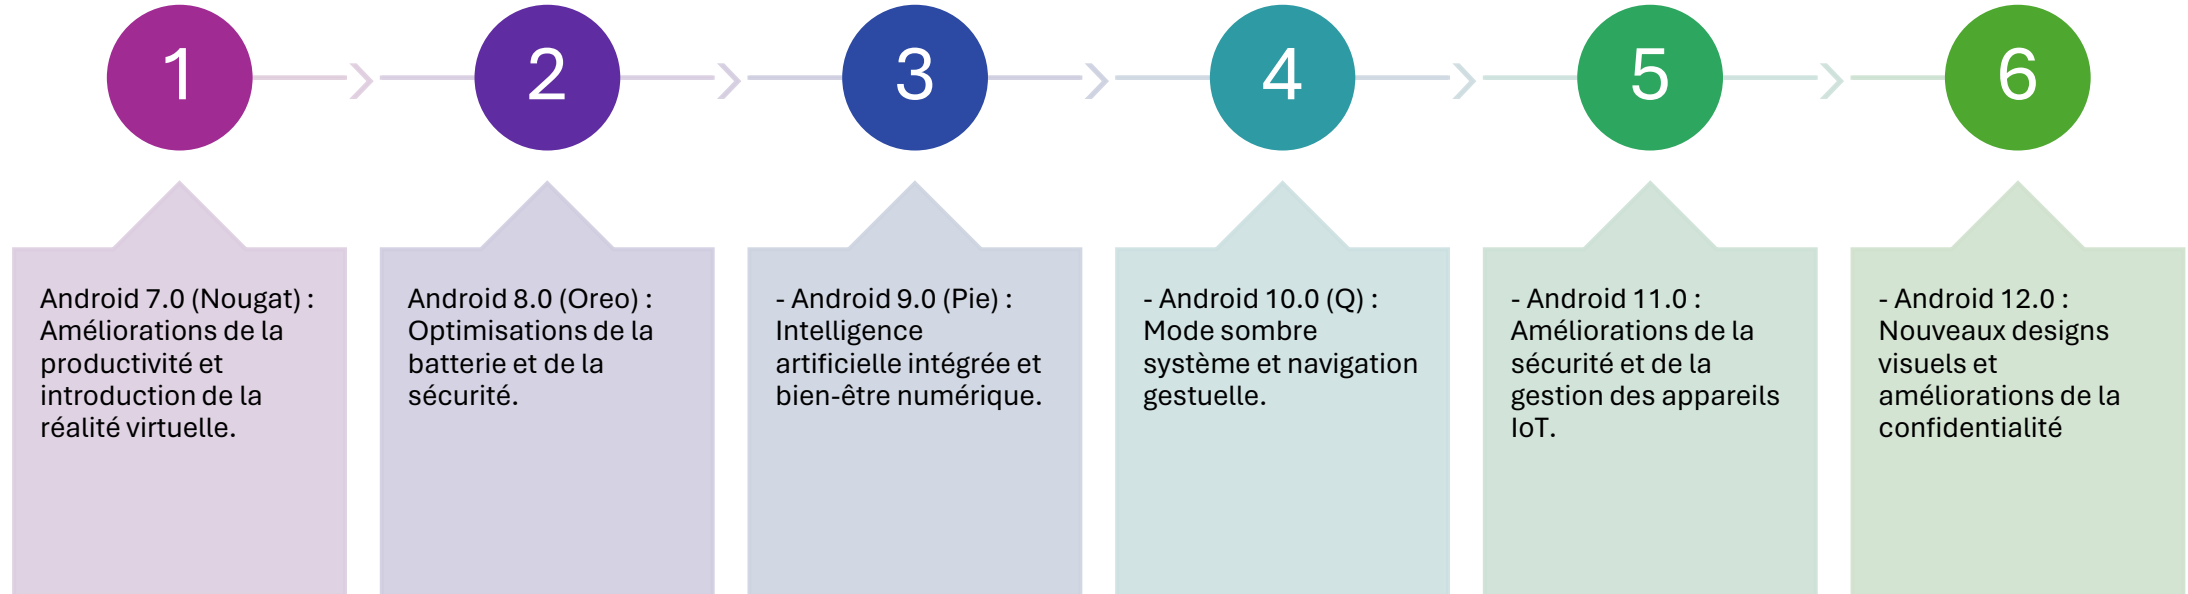 1
2
3
4
5
6
Android 7.0 (Nougat) :
Améliorations de la
productivité et
introduction de la
réalité virtuelle.
Android 8.0 (Oreo) :
Optimisations de la
batterie et de la
sécurité.
- Android 9.0 (Pie) :
Intelligence
artificielle intégrée et
bien-être numérique.
- Android 10.0 (Q) :
Mode sombre
système et navigation
gestuelle.
- Android 11.0 :
Améliorations de la
sécurité et de la
gestion des appareils
IoT.
- Android 12.0 :
Nouveaux designs
visuels et
améliorations de la
confidentialité